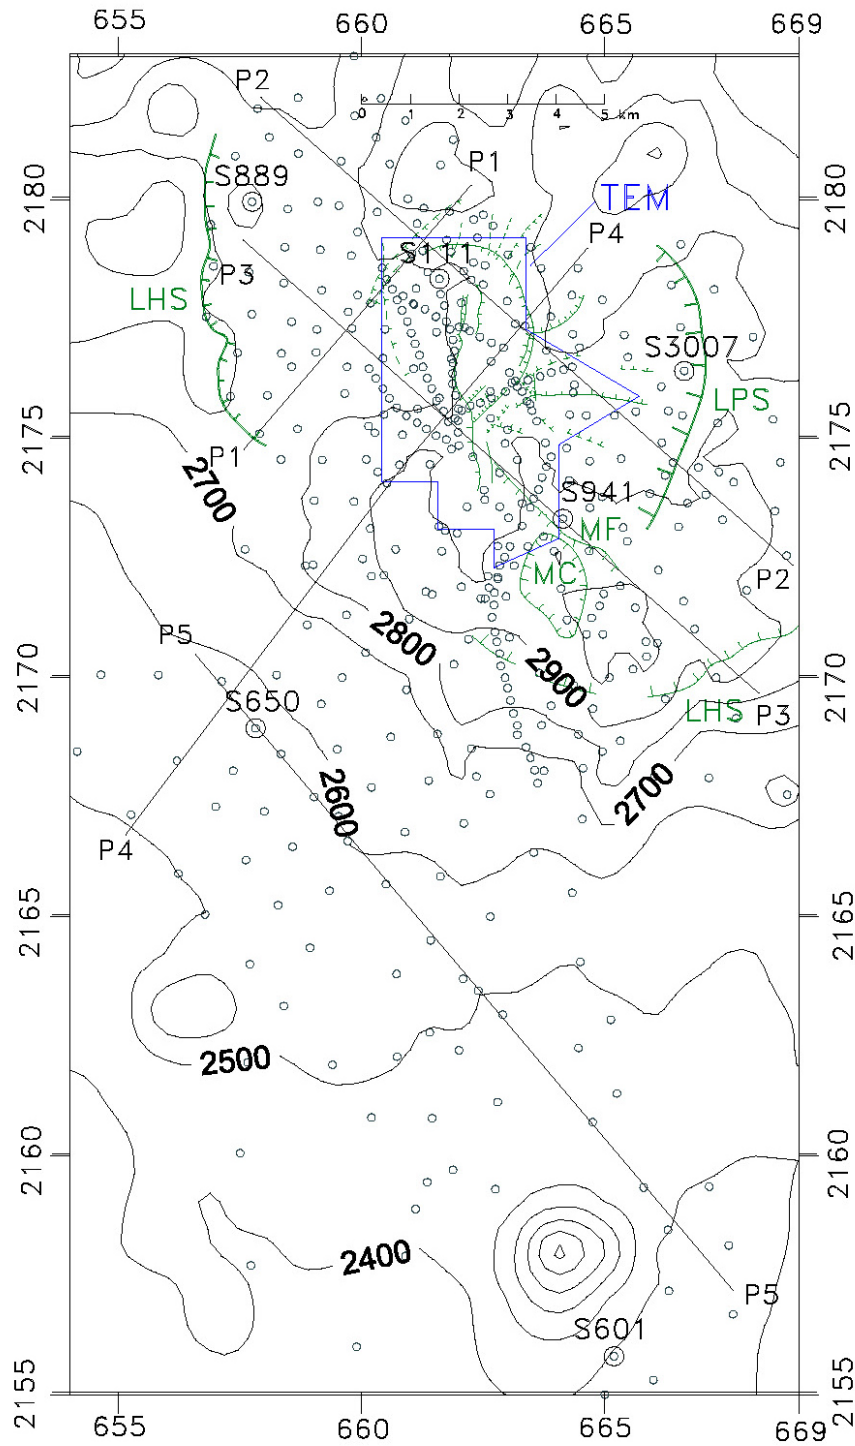 655 660 665 669
P2
0 1 2 3 4 5 km
P1
2180 S889 TEM 2180
P4
S111
P3
LHS
S3007
LPS
2175 2175
P1
2700
S941
MF
MC
P2
P5
2800
2900
2170 2170
S650
LHS P3
2600 2700
P4
2165 2165
2500
2160 2160
2400
P5
S601
2155 2155
655 660 665 669